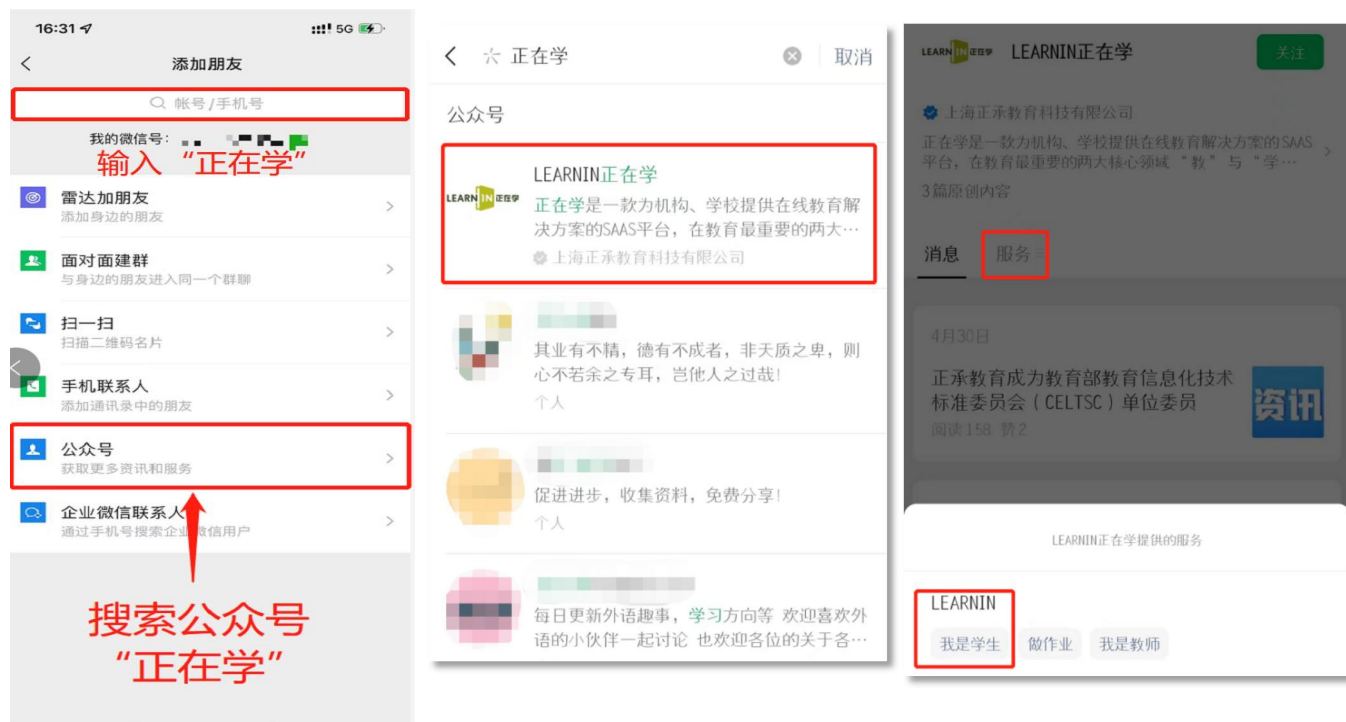 16:31
5G
添加朋友
帐号/手机号
我的微信号:
输入“正在学”
雷达加朋友
添加身边的朋友
面对面建群
与身边的朋友进入同一个群聊
扫一扫
扫描二维码名片
手机联系人
添加通讯录中的朋友
公众号
获取更多资讯和服务
企业微信联系人
通过手机号搜索企业微信用户
搜索公众号
“正在学”
正在学
取消
公众号
LEARNIN正在学
LEARN IN 正在学
正在学是一款为机构、学校提供在线教育解
决方案的SAAS平台，在教育最重要的两大…
上海正承教育科技有限公司
其业有不精，德有不成者，非天质之卑，则
心不若余之专耳，岂他人之过哉!
个人
促进进步，收集资料，免费分享!
个人
每日更新外语趣事，学习方向等 欢迎喜欢外
语的小伙伴一起讨论 也欢迎各位的关于各…
LEARN IN 正在学
LEARNIN正在学
关注
上海正承教育科技有限公司
正在学是一款为机构、学校提供在线教育解决方案的SAAS
平台，在教育最重要的两大核心领域“教”与“学…
3篇原创内容
消息
服务
4月30日
正承教育成为教育部教育信息化技术
标准委员会（CELTSC）单位委员
资讯
阅读158 赞2
LEARNIN正在学提供的服务
LEARNIN
我是学生
做作业
我是教师